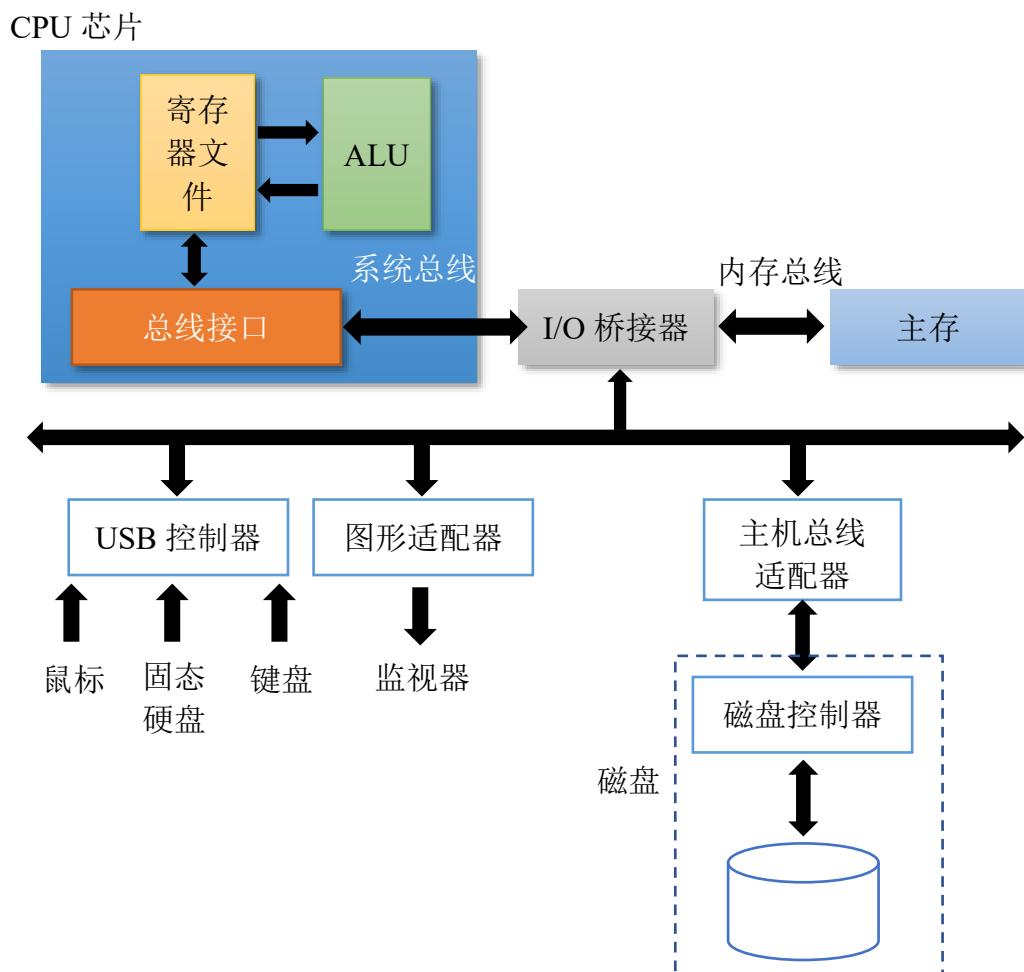 CPU 芯片
寄存
器文
件
ALU
系统总线
内存总线
总线接口
I/O 桥接器
主存
USB 控制器
图形适配器
主机总线
适配器
鼠标
固态
硬盘
键盘
监视器
磁盘控制器
磁盘